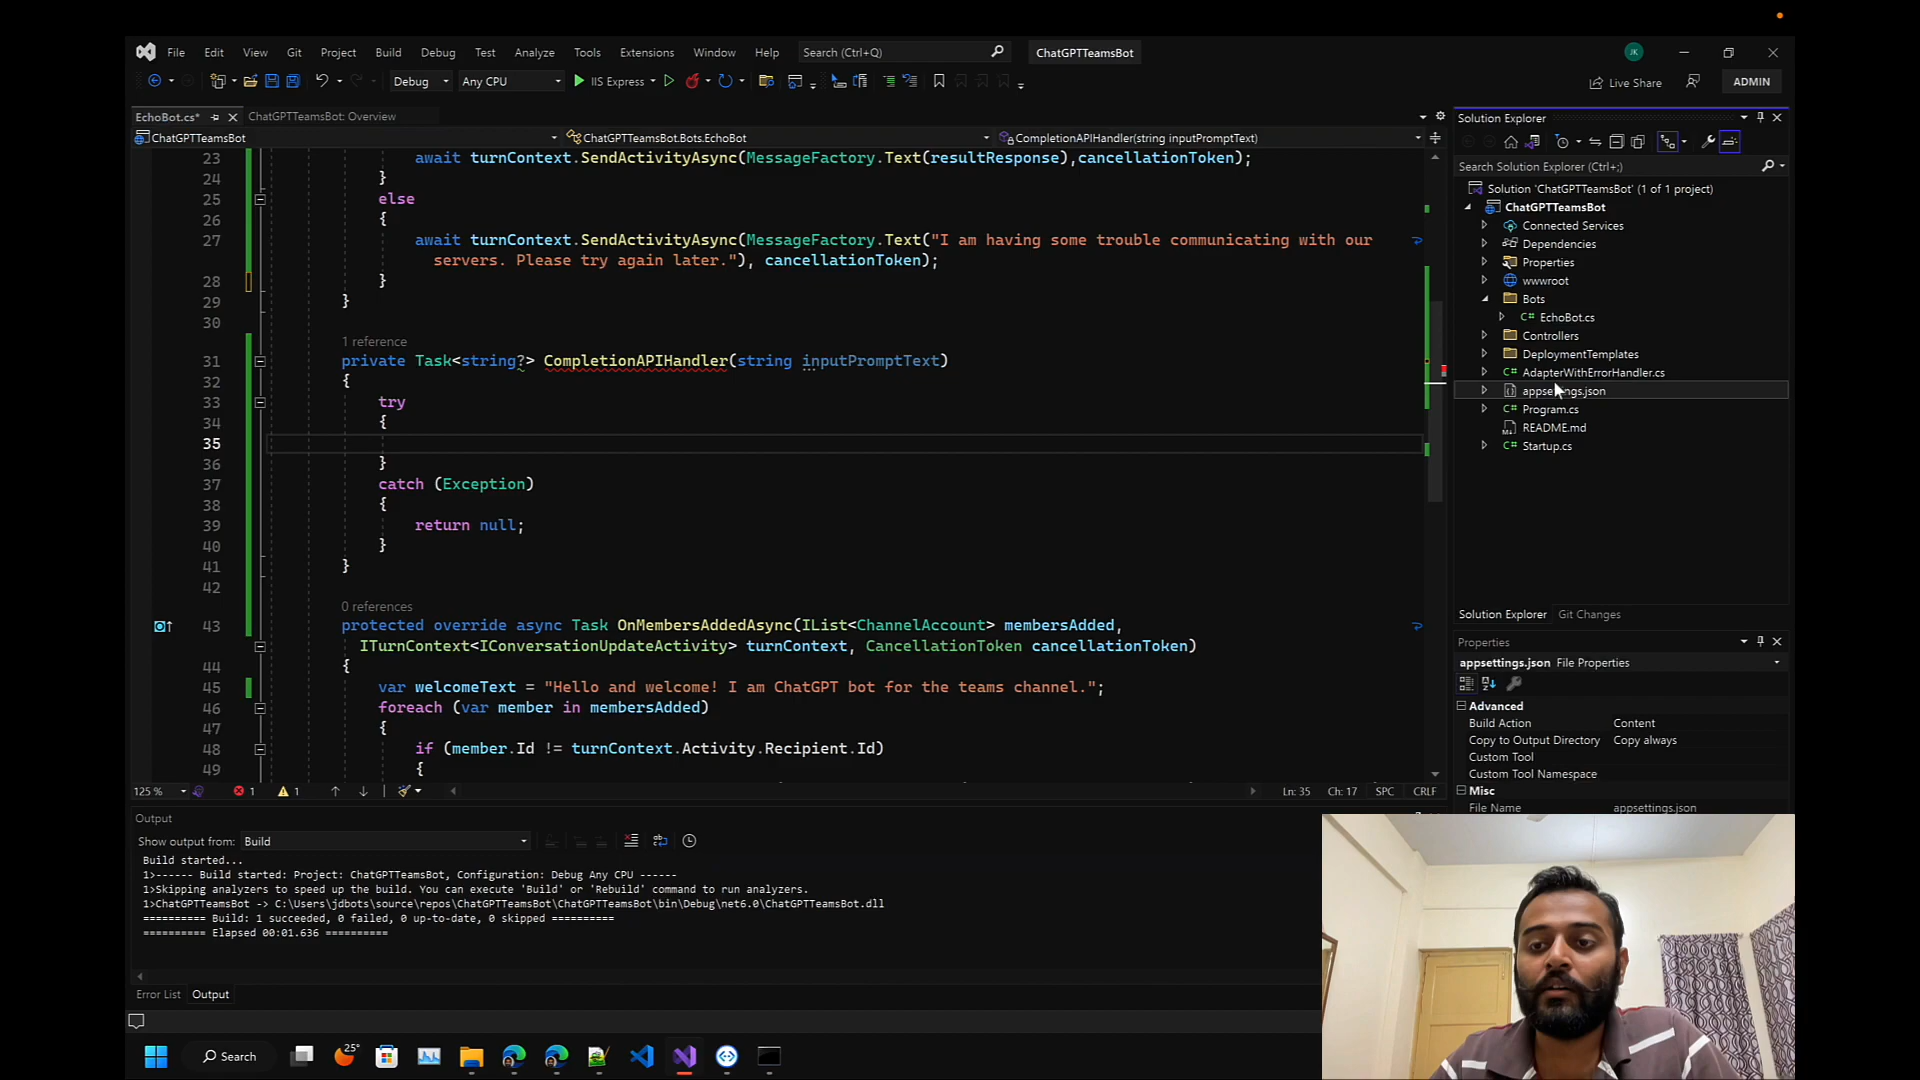 File Edit View Git Project Build Debug Test Analyze Tools Extensions Window Help Search (Ctrl+Q) ChatGPTTeamsBot JK
Debug Any CPU IIS Express Live Share ADMIN
EchoBot.cs* ChatGPTTeamsBot: Overview
ChatGPTTeamsBot ChatGPTTeamsBot.Bots.EchoBot CompletionAPIHandler(string inputPromptText)
23 await turnContext.SendActivityAsync(MessageFactory.Text(resultResponse),cancellationToken);
24 }
25 else
26 {
27 await turnContext.SendActivityAsync(MessageFactory.Text("I am having some trouble communicating with our
servers. Please try again later."), cancellationToken);
28 }
29 }
30
1 reference
31 private Task<string?> CompletionAPIHandler(string inputPromptText)
32 {
33 try
34 {
35
36 }
37 catch (Exception)
38 {
39 return null;
40 }
41 }
42
0 references
43 protected override async Task OnMembersAddedAsync(IList<ChannelAccount> membersAdded,
ITurnContext<IConversationUpdateActivity> turnContext, CancellationToken cancellationToken)
44 {
45 var welcomeText = "Hello and welcome! I am ChatGPT bot for the teams channel.";
46 foreach (var member in membersAdded)
47 {
48 if (member.Id != turnContext.Activity.Recipient.Id)
49 {
125 % 1 1 Ln: 35 Ch: 17 SPC CRLF
Output
Show output from: Build
Build started...
1>------ Build started: Project: ChatGPTTeamsBot, Configuration: Debug Any CPU ------
1>Skipping analyzers to speed up the build. You can execute 'Build' or 'Rebuild' command to run analyzers.
1>ChatGPTTeamsBot -> C:\Users\jdbots\source\repos\ChatGPTTeamsBot\ChatGPTTeamsBot\bin\Debug\net6.0\ChatGPTTeamsBot.dll
========== Build: 1 succeeded, 0 failed, 0 up-to-date, 0 skipped ==========
========== Elapsed 00:01.636 ==========
Error List Output
Solution Explorer
Search Solution Explorer (Ctrl+;)
Solution 'ChatGPTTeamsBot' (1 of 1 project)
ChatGPTTeamsBot
Connected Services
Dependencies
Properties
wwwroot
Bots
C# EchoBot.cs
Controllers
DeploymentTemplates
C# AdapterWithErrorHandler.cs
appsettings.json
C# Program.cs
README.md
C# Startup.cs
Solution Explorer Git Changes
Properties
appsettings.json File Properties
Advanced
Build Action Content
Copy to Output Directory Copy always
Custom Tool
Custom Tool Namespace
Misc
File Name appsettings.json
25° Search